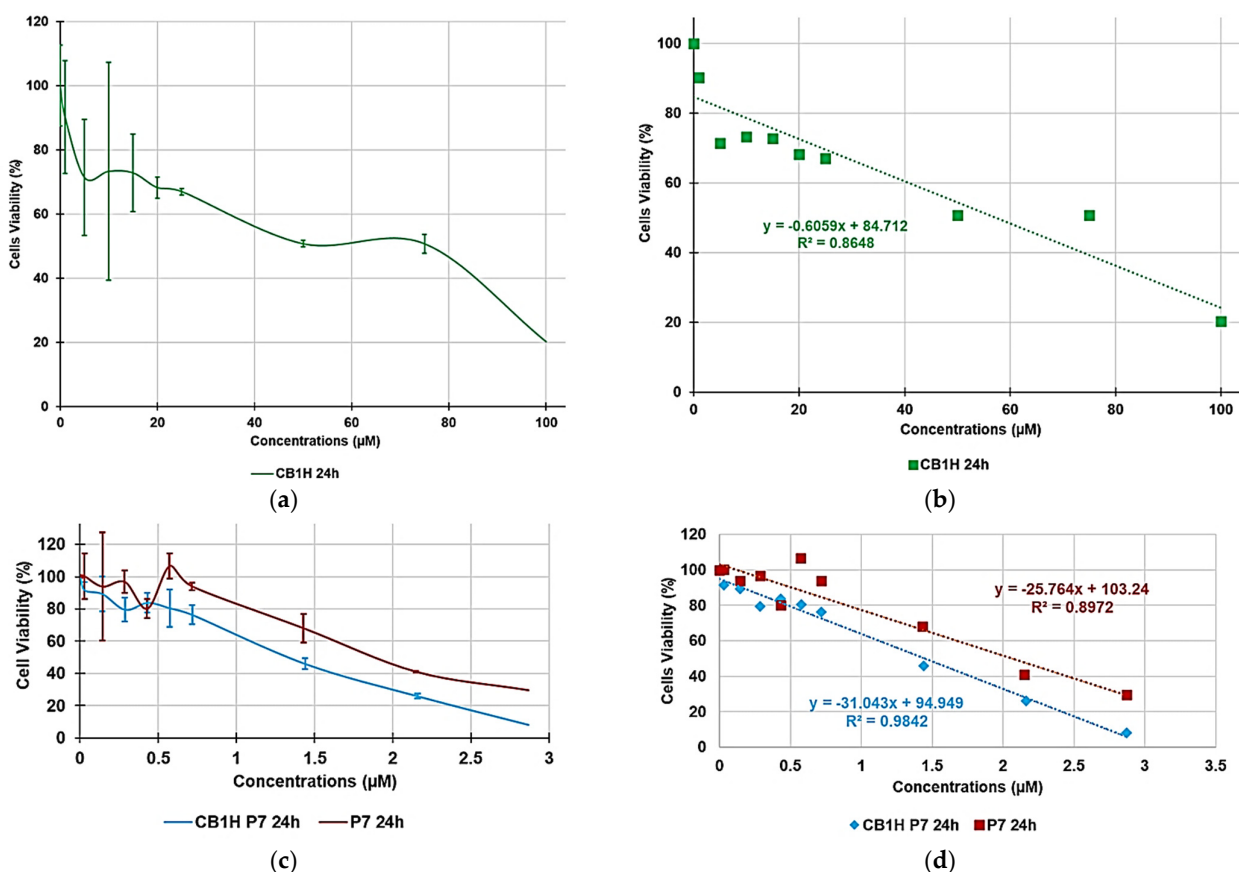 120
100
80
60
40
20
0
Cells Viability (%)
0 20 40 60 80 100
Concentrations (µM)
CB1H 24h
(a)
100
80
60
40
20
0
Cells Viability (%)
y = -0.6059x + 84.712
R² = 0.8648
0 20 40 60 80 100
Concentrations (µM)
CB1H 24h
(b)
120
100
80
60
40
20
0
Cell Viability (%)
0 0.5 1 1.5 2 2.5 3
Concentrations (µM)
CB1H P7 24h P7 24h
(c)
120
100
80
60
40
20
0
Cells Viability (%)
y = -25.764x + 103.24
R² = 0.8972
y = -31.043x + 94.949
R² = 0.9842
0 0.5 1 1.5 2 2.5 3 3.5
Concentrations (µM)
CB1H P7 24h P7 24h
(d)